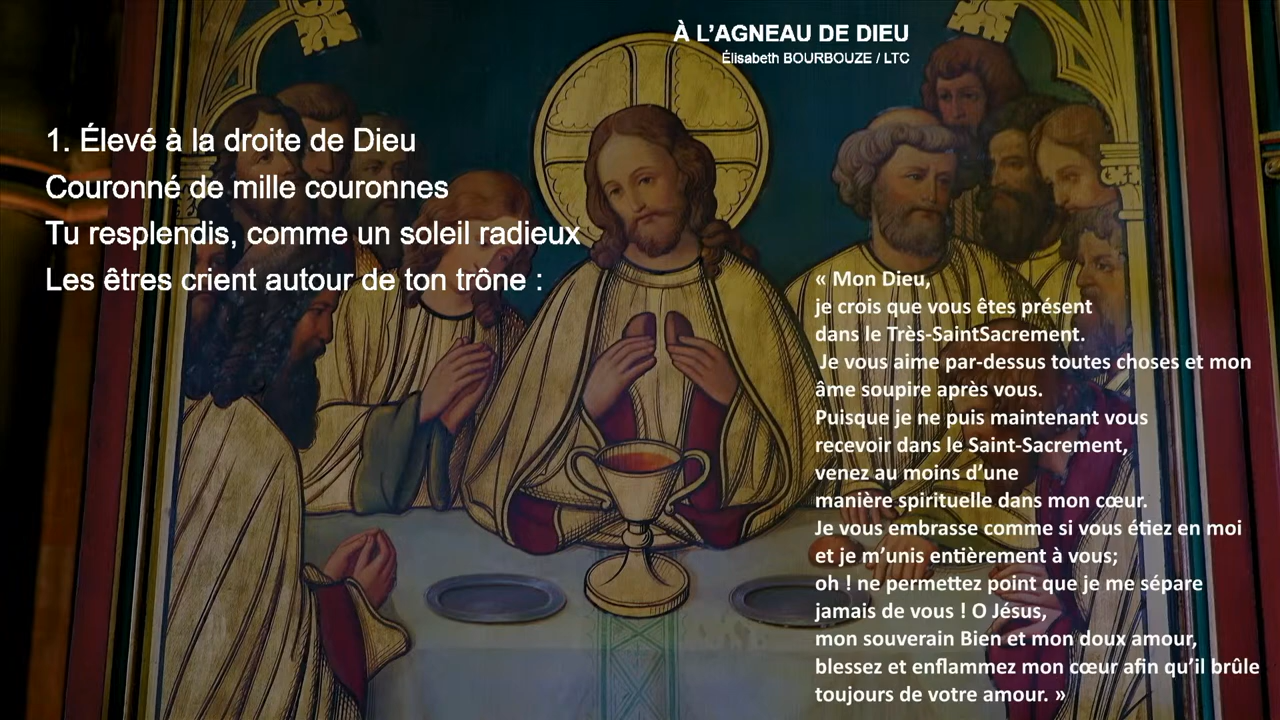 À L’AGNEAU DE DIEU
Élisabeth BOURBOUZE / LTC
1. Élevé à la droite de Dieu
Couronné de mille couronnes
Tu resplendis, comme un soleil radieux
Les êtres crient autour de ton trône :
« Mon Dieu,
je crois que vous êtes présent
dans le Très-SaintSacrement.
Je vous aime par-dessus toutes choses et mon
âme soupire après vous.
Puisque je ne puis maintenant vous
recevoir dans le Saint-Sacrement,
venez au moins d’une
manière spirituelle dans mon cœur.
Je vous embrasse comme si vous étiez en moi
et je m’unis entièrement à vous;
oh ! ne permettez point que je me sépare
jamais de vous ! O Jésus,
mon souverain Bien et mon doux amour,
blessez et enflammez mon cœur afin qu’il brûle
toujours de votre amour. »